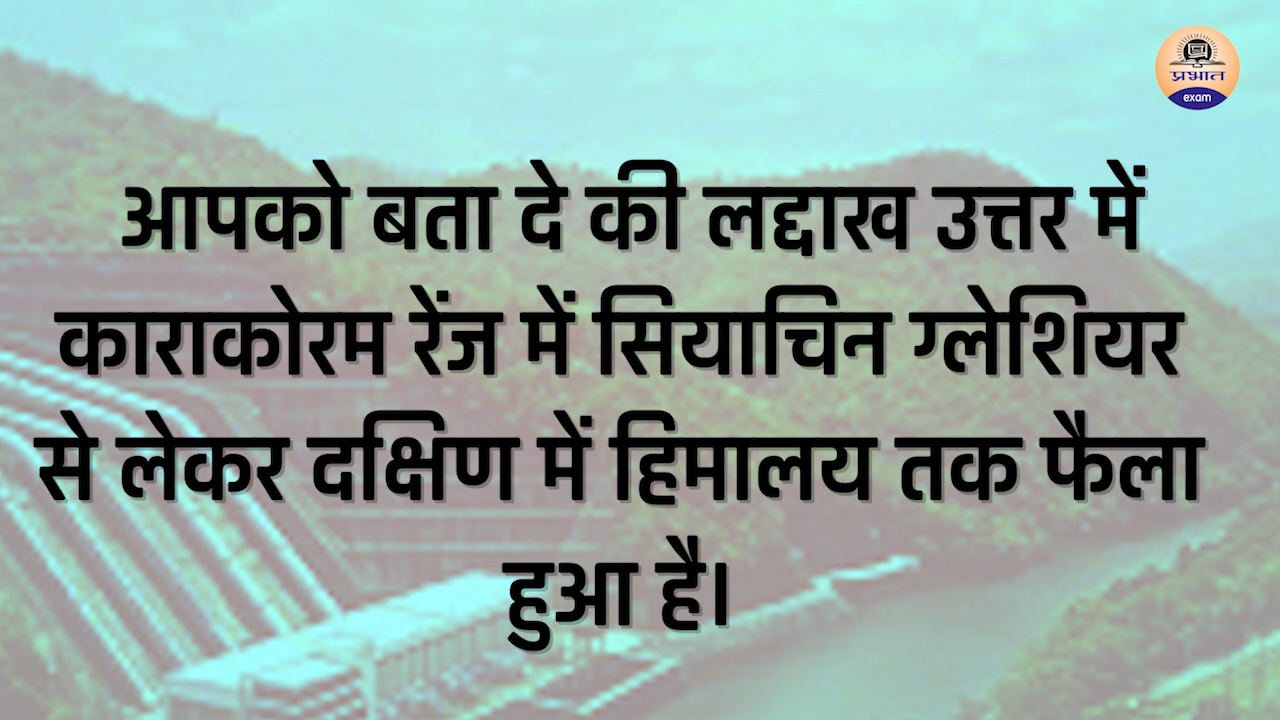 प्रभात
exam
आपको बता दे की लद्दाख उत्तर में
काराकोरम रेंज में सियाचिन ग्लेशियर
से लेकर दक्षिण में हिमालय तक फैला
हुआ है।